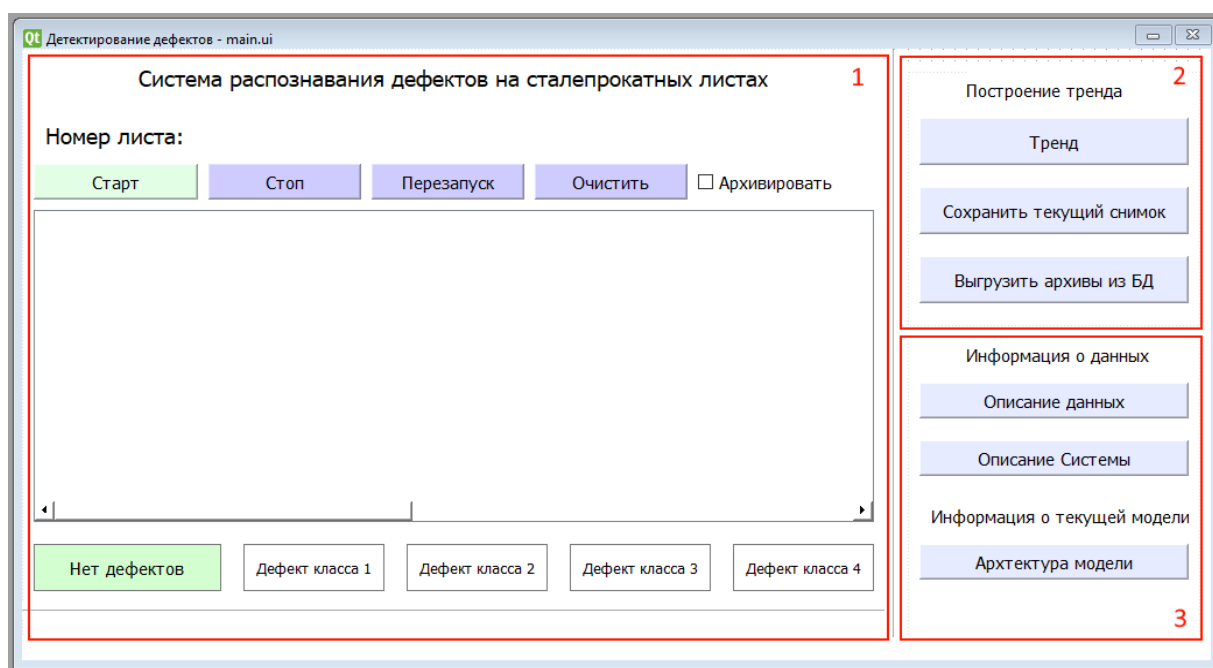 Qt Детектирование дефектов - main.ui
Система распознавания дефектов на сталепрокатных листах
1
Номер листа:
Старт
Стоп
Перезапуск
Очистить
Архивировать
Нет дефектов
Дефект класса 1
Дефект класса 2
Дефект класса 3
Дефект класса 4
2
Построение тренда
Тренд
Сохранить текущий снимок
Выгрузить архивы из БД
Информация о данных
Описание данных
Описание Системы
Информация о текущей модели
Архтектура модели
3